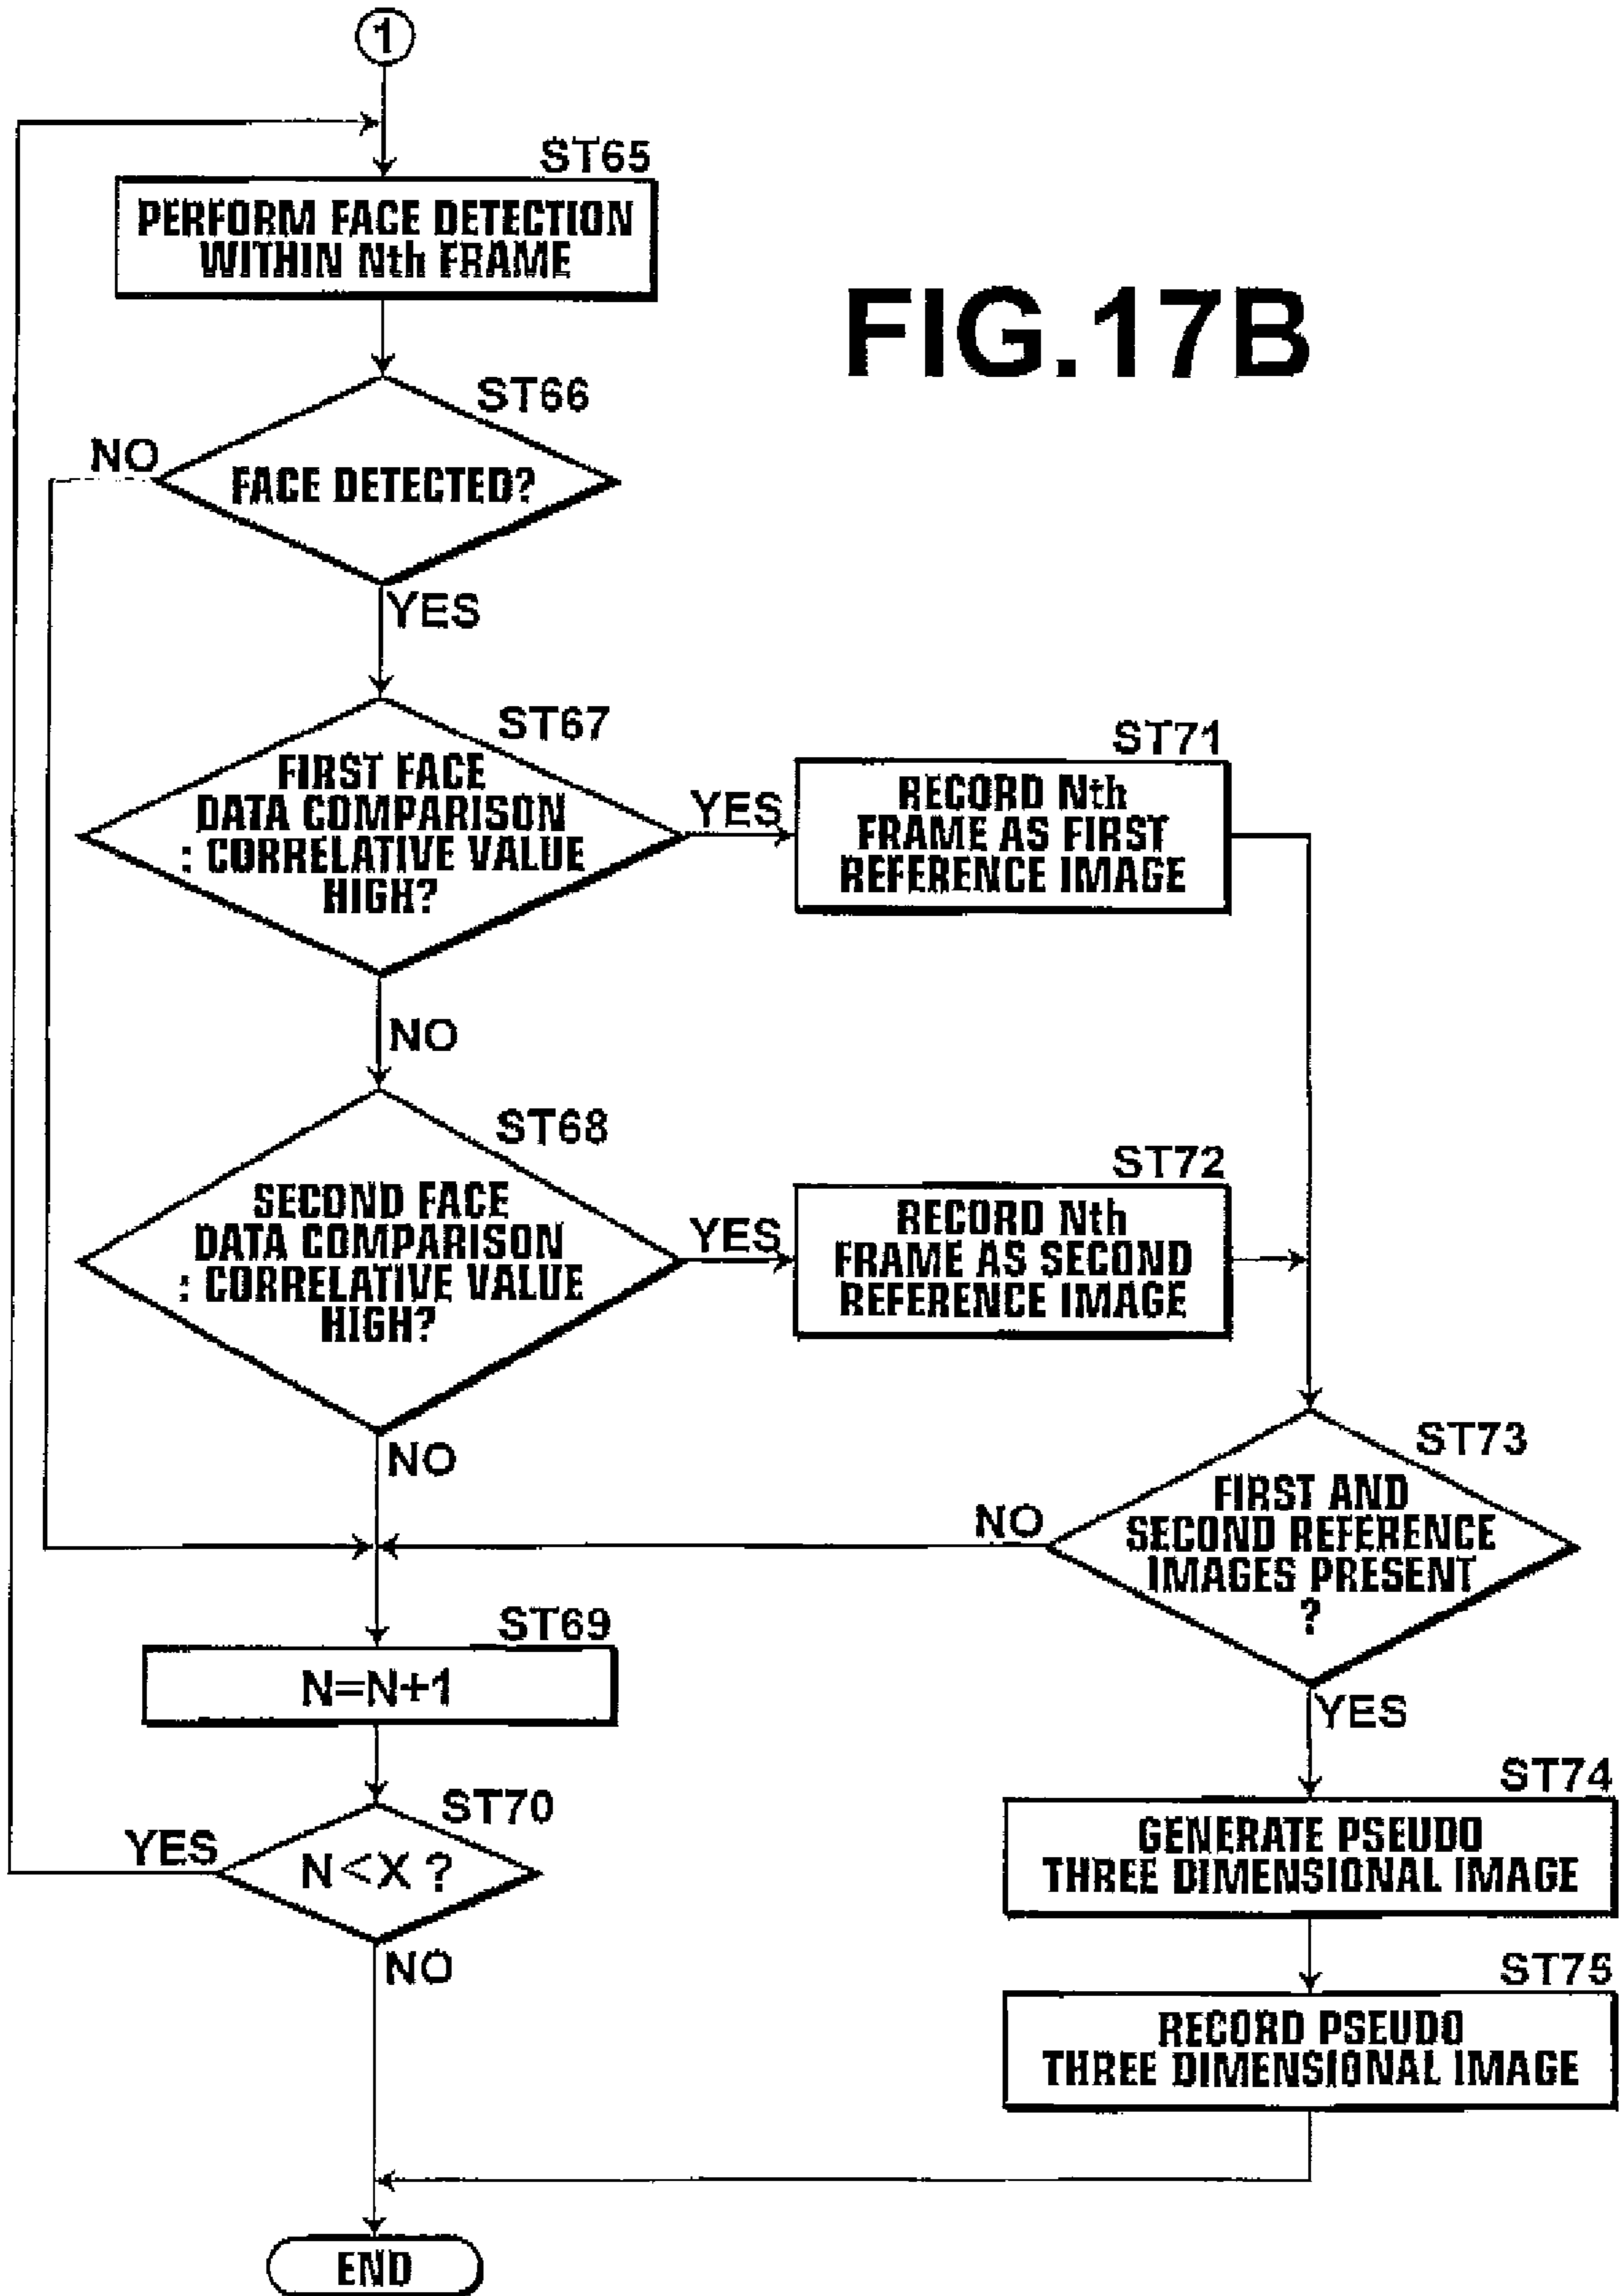 1
ST65
PERFORM FACE DETECTION
WITHIN Nth FRAME
FIG.17B
ST66
NO
FACE DETECTED?
YES
ST67
FIRST FACE
DATA COMPARISON
: CORRELATIVE VALUE
HIGH?
YES
ST71
RECORD Nth
FRAME AS FIRST
REFERENCE IMAGE
NO
ST68
SECOND FACE
DATA COMPARISON
: CORRELATIVE VALUE
HIGH?
YES
ST72
RECORD Nth
FRAME AS SECOND
REFERENCE IMAGE
NO
ST73
NO
FIRST AND
SECOND REFERENCE
IMAGES PRESENT
?
YES
ST69
N=N+1
ST70
YES
N<X ?
NO
ST74
GENERATE PSEUDO
THREE DIMENSIONAL IMAGE
ST75
RECORD PSEUDO
THREE DIMENSIONAL IMAGE
END